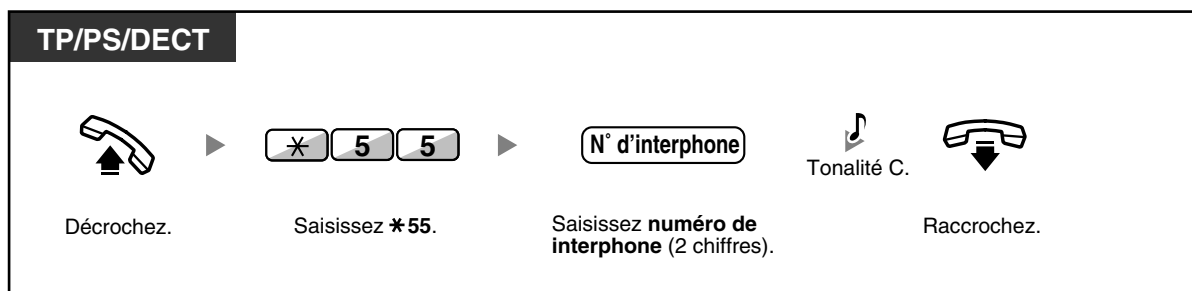 TP/PS/DECT
✳ 5 5
N° d'interphone
Tonalité C.
Décrochez.
Saisissez ✳55.
Saisissez numéro de
interphone (2 chiffres).
Raccrochez.